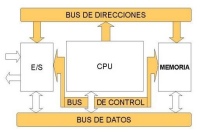 BUS DE DIRECCIONES
E/S
CPU
MEMORIA
BUS DE CONTROL
BUS DE DATOS